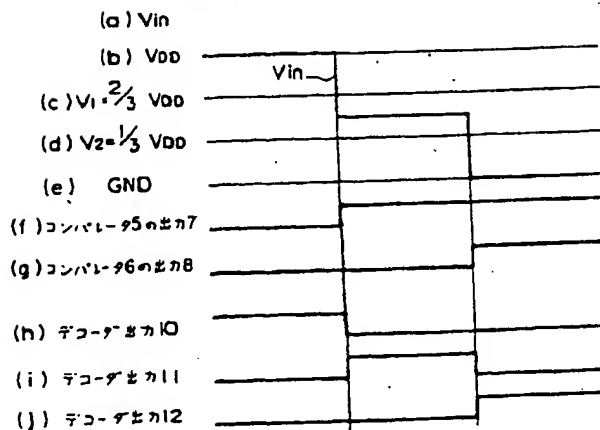 (a) Vin
(b) VDD
Vin
(c) V1=2/3 VDD
(d) V2=1/3 VDD
(e) GND
(f) コンパレータ5の出力7
(g) コンパレータ6の出力8
(h) デコーダ出力10
(i) デコーダ出力11
(j) デコーダ出力12